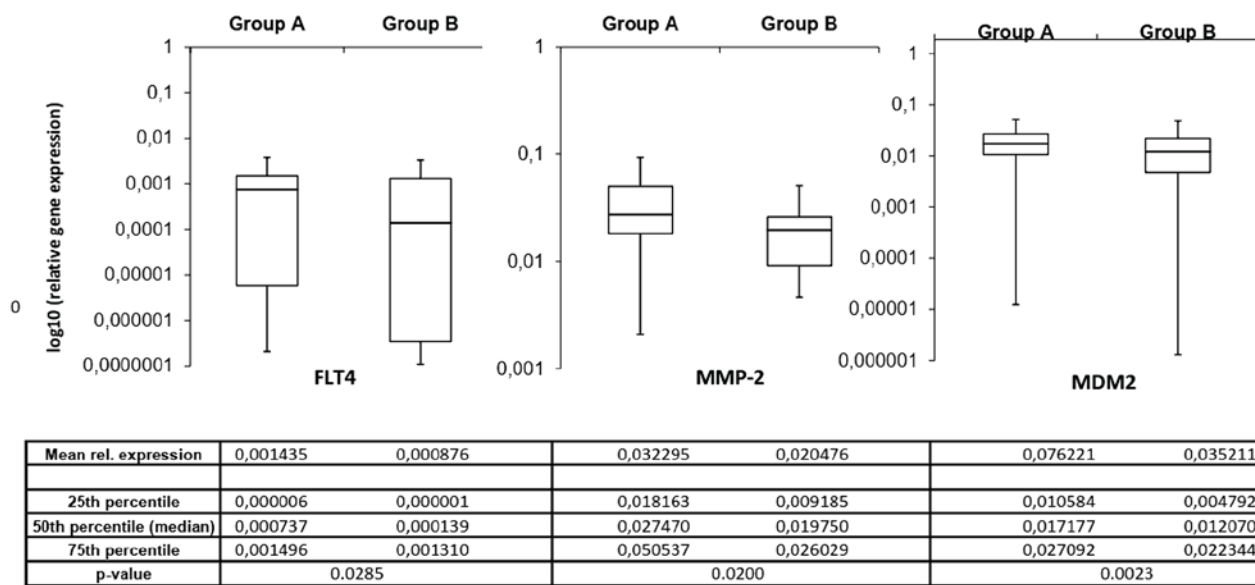 Group A Group B
1
0,1
0,01
0,001
0,0001
0,00001
0,000001
0,0000001
log10 (relative gene expression)
0
FLT4
Group A Group B
1
0,1
0,01
0,001
MMP-2
Group A Group B
1
0,1
0,01
0,001
0,0001
0,00001
0,000001
MDM2
Mean rel. expression 0,001435 0,000876 0,032295 0,020476 0,076221 0,035211
25th percentile 0,000006 0,000001 0,018163 0,009185 0,010584 0,004792
50th percentile (median) 0,000737 0,000139 0,027470 0,019750 0,017177 0,012070
75th percentile 0,001496 0,001310 0,050537 0,026029 0,027092 0,022344
p-value 0.0285 0.0200 0.0023